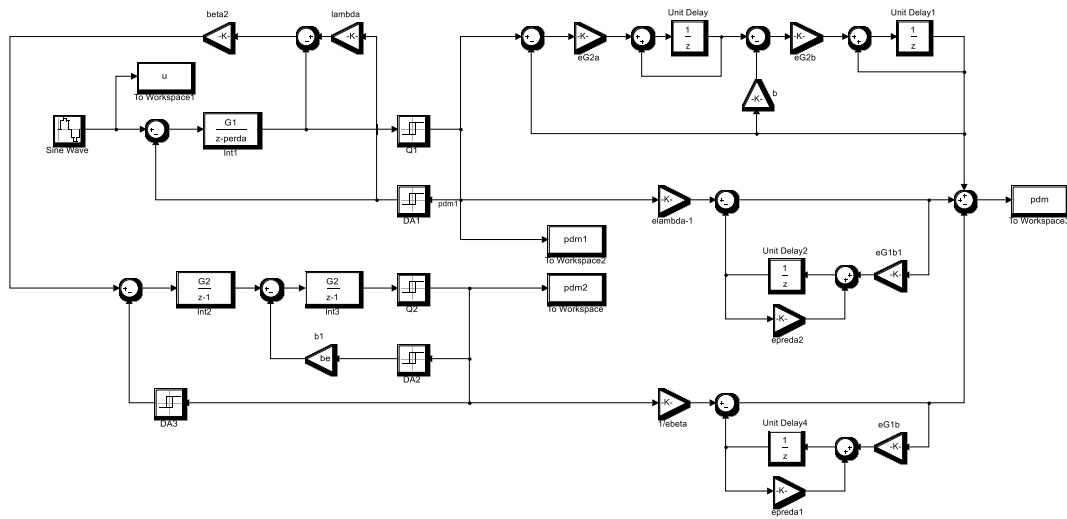 beta2
-K-
lambda
-K-
Unit Delay
1
z
Unit Delay1
1
z
-K-
eG2a
-K-
eG2b
u
To Workspace1
-K-
b
Sine Wave
G1
z-perda
Int1
Q1
DA1
pdm1
-K-
elambda-1
pdm
To Workspace
pdm1
To Workspace2
Unit Delay2
1
z
eG1b1
-K-
-K-
epreda2
G2
z-1
Int2
G2
z-1
Int3
Q2
pdm2
To Workspace
b1
be
DA2
DA3
-K-
1/ebeta
Unit Delay4
1
z
eG1b
-K-
-K-
epreda1